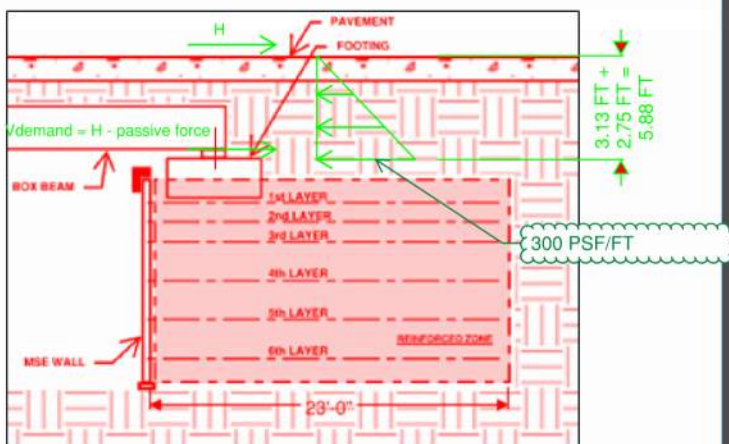 PAVEMENT
H
FOOTING
3.13 FT +
2.75 FT =
5.88 FT
Vdemand = H - passive force
BOX BEAM
1st LAYER
2nd LAYER
3rd LAYER
300 PSF/FT
4th LAYER
5th LAYER
REINFORCED ZONE
6th LAYER
MSE WALL
23'-0"